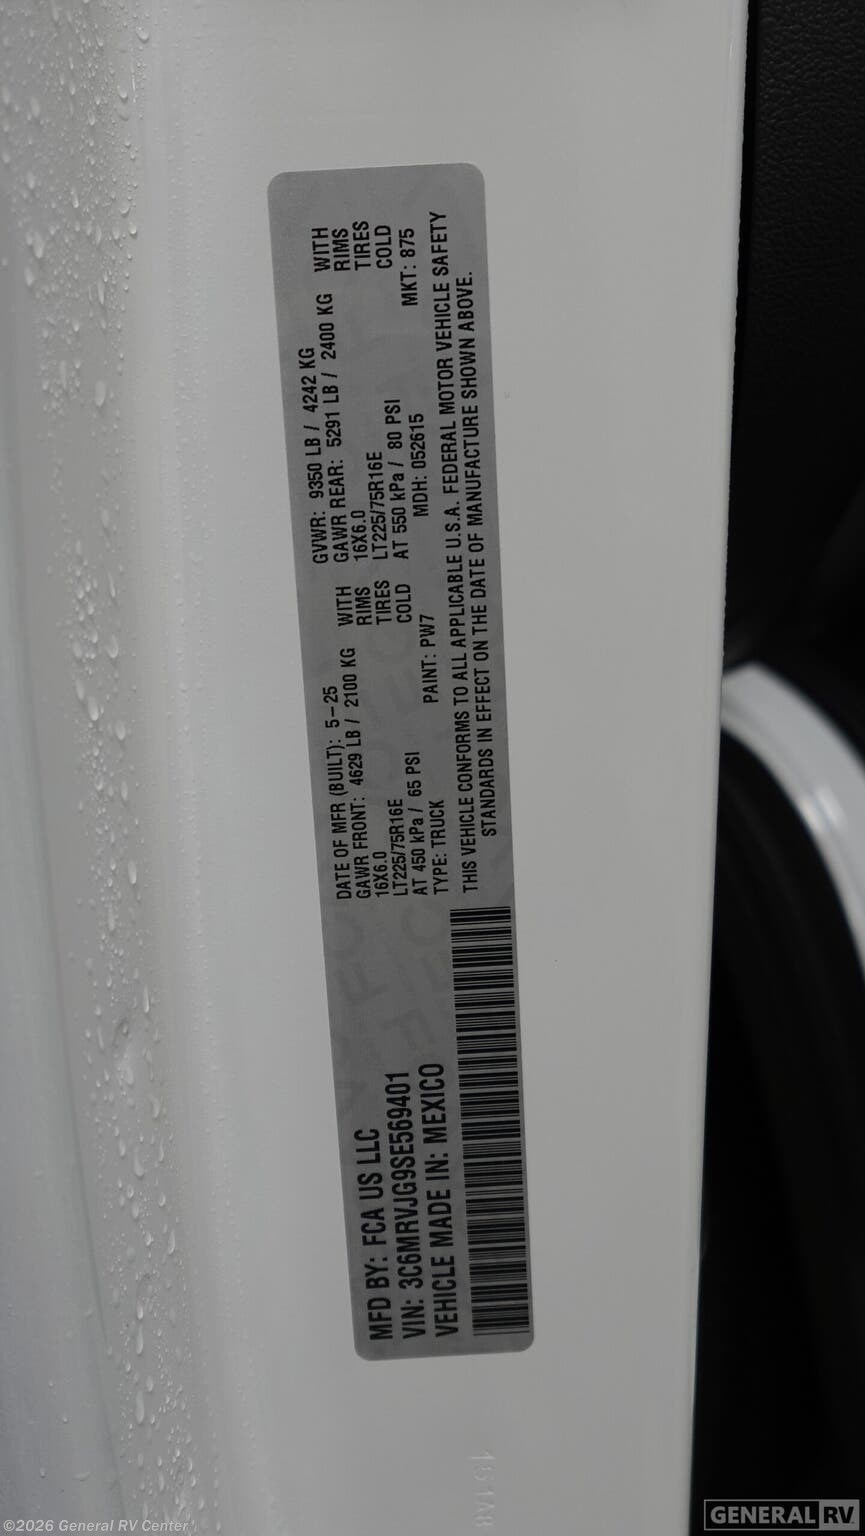 MFD BY: FCA US LLC
VIN: 3C6MRVJG9SE569401
VEHICLE MADE IN: MEXICO
DATE OF MFR (BUILT): 5-25 GVWR: 9350 LB / 4242 KG
GAWR FRONT: 4629 LB / 2100 KG WITH GAWR REAR: 5291 LB / 2400 KG WITH
16X6.0 RIMS 16X6.0 RIMS
LT225/75R16E TIRES LT225/75R16E TIRES
AT 450 kPa / 65 PSI COLD AT 550 kPa / 80 PSI COLD
TYPE: TRUCK PAINT: PW7 MDH: 052615 MKT: 875
THIS VEHICLE CONFORMS TO ALL APPLICABLE U.S.A. FEDERAL MOTOR VEHICLE SAFETY
STANDARDS IN EFFECT ON THE DATE OF MANUFACTURE SHOWN ABOVE.
©2026 General RV Center
GENERAL RV